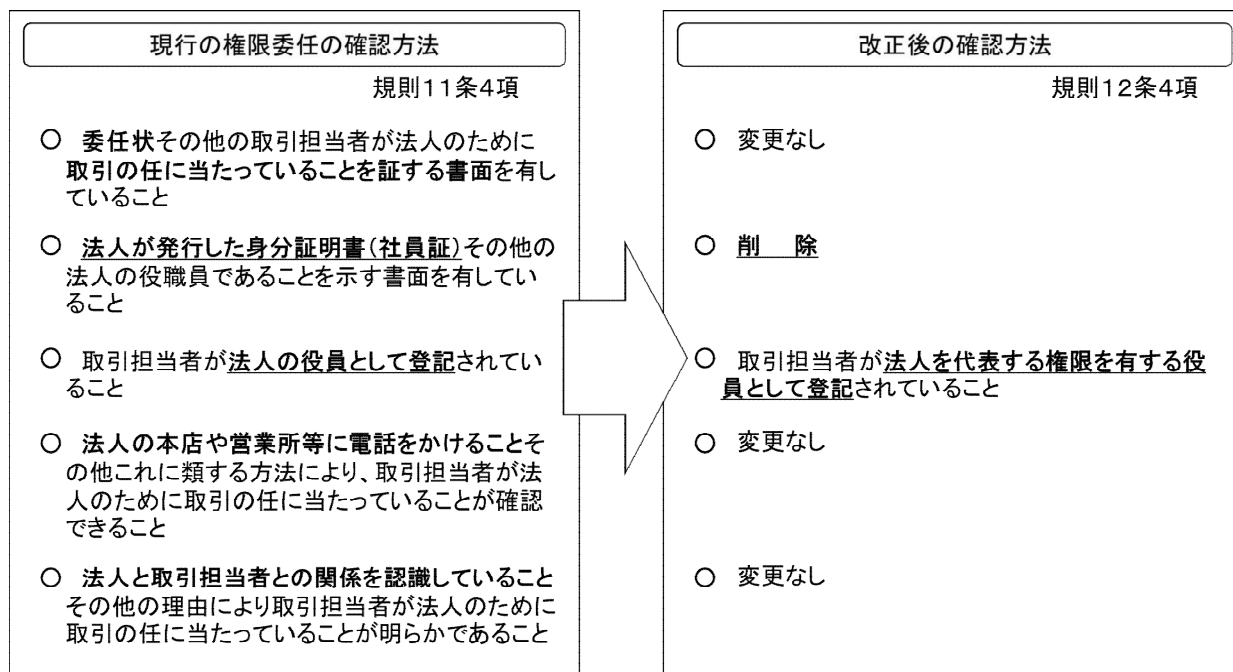 現行の権限委任の確認方法
規則11条4項
○ 委任状その他の取引担当者が法人のために
取引の任に当たっていることを証する書面を有し
ていること
○ 法人が発行した身分証明書(社員証)その他の
法人の役職員であることを示す書面を有してい
ること
○ 取引担当者が法人の役員として登記されてい
ること
○ 法人の本店や営業所等に電話をかけることそ
の他これに類する方法により、取引担当者が法
人のために取引の任に当たっていることが確認
できること
○ 法人と取引担当者との関係を認識していること
その他の理由により取引担当者が法人のために
取引の任に当たっていることが明らかであること
改正後の確認方法
規則12条4項
○ 変更なし
○ 削 除
○ 取引担当者が法人を代表する権限を有する役
員として登記されていること
○ 変更なし
○ 変更なし